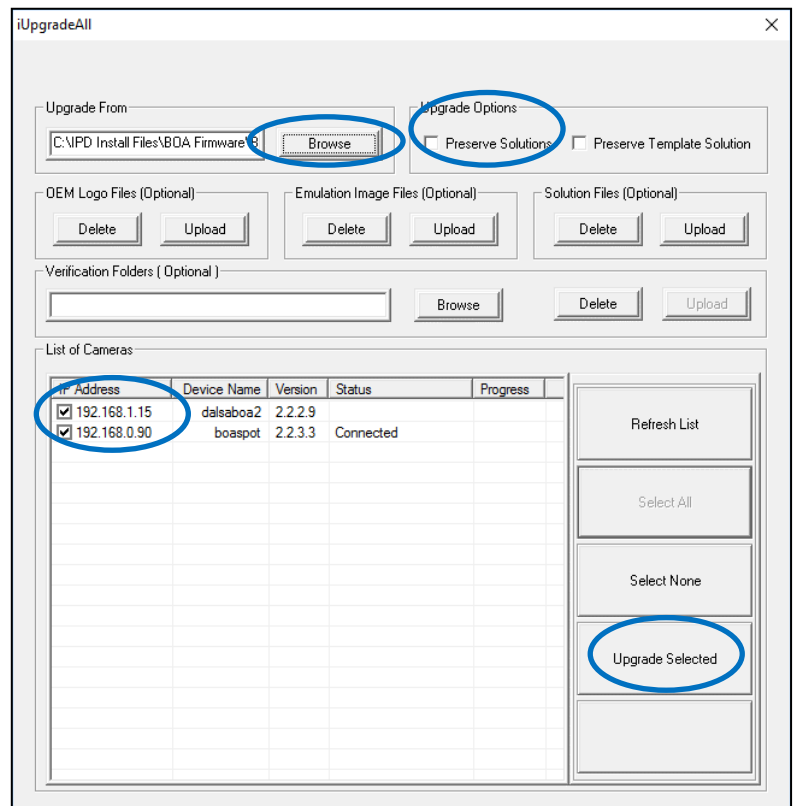 iUpgradeAll
Upgrade From
Upgrade Options
C:\IPD Install Files\BOA Firmware\B
Browse
Preserve Solutions
Preserve Template Solution
OEM Logo Files (Optional)
Emulation Image Files (Optional)
Solution Files (Optional)
Delete
Upload
Delete
Upload
Delete
Upload
Verification Folders ( Optional )
Browse
Delete
Upload
List of Cameras
IP Address
Device Name
Version
Status
Progress
192.168.1.15
dalsaboa2
2.2.2.9
192.168.0.90
boaspot
2.2.3.3
Connected
Refresh List
Select All
Select None
Upgrade Selected